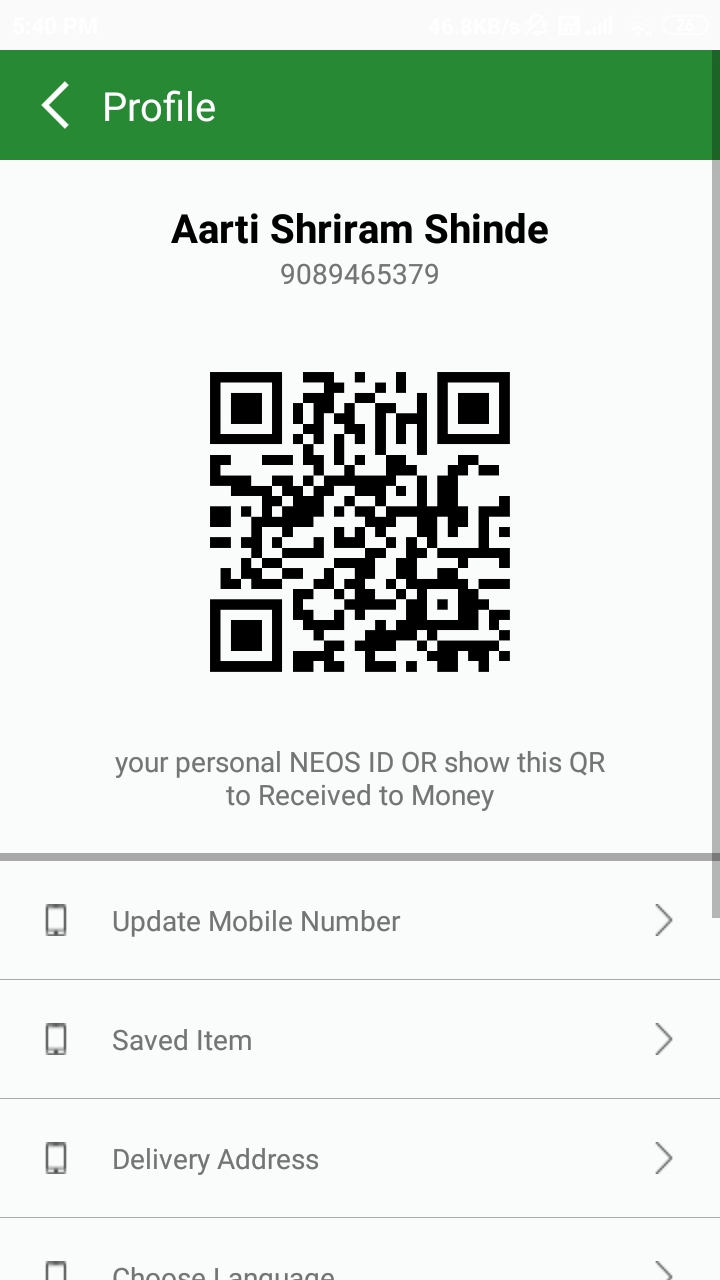 5:40 PM 46.8KB/s
Profile
Aarti Shriram Shinde
9089465379
your personal NEOS ID OR show this QR
to Received to Money
Update Mobile Number
Saved Item
Delivery Address
Choose Language